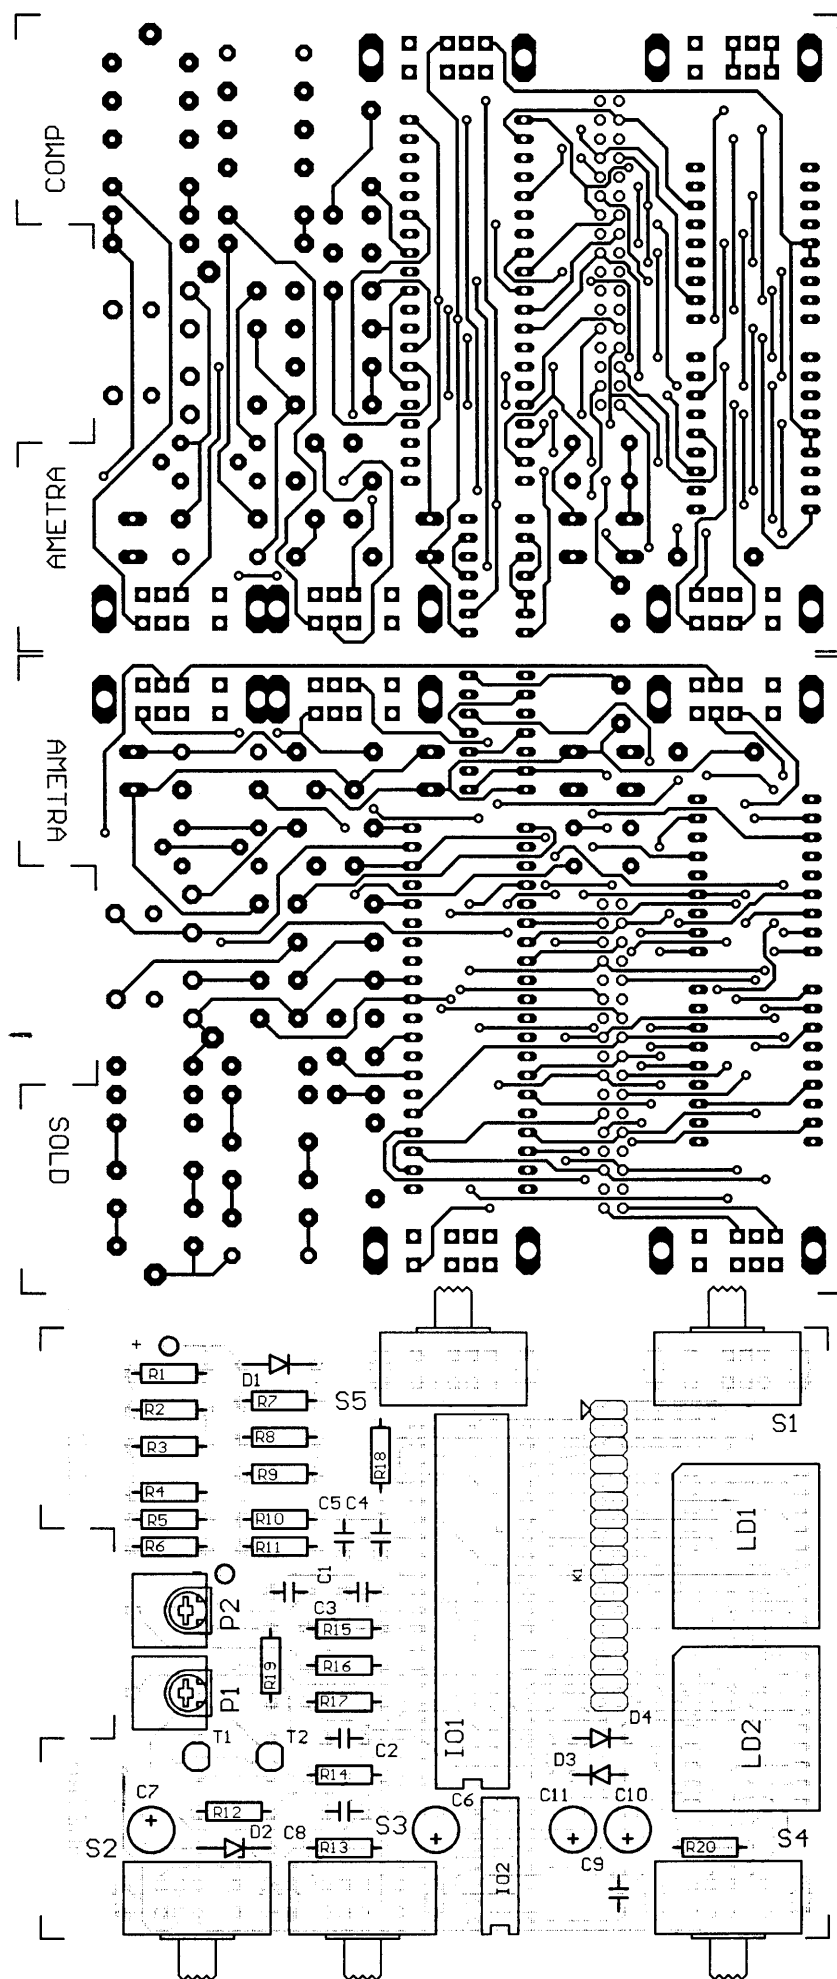 COMP
AMETRA
AMETRA
SOLD
+
R1
D1
R2
R7
S5
S1
R3
R8
R18
R9
R4
C5 C4
R5
R10
LD1
R6
R11
K1
C1
P2
C3
R15
R19
R16
P1
R17
IO1
T1
T2
C2
D4
LD2
R14
D3
C7
R12
C6
C11
C10
S2
D2
C8
S3
S4
R13
R20
C9
IO2